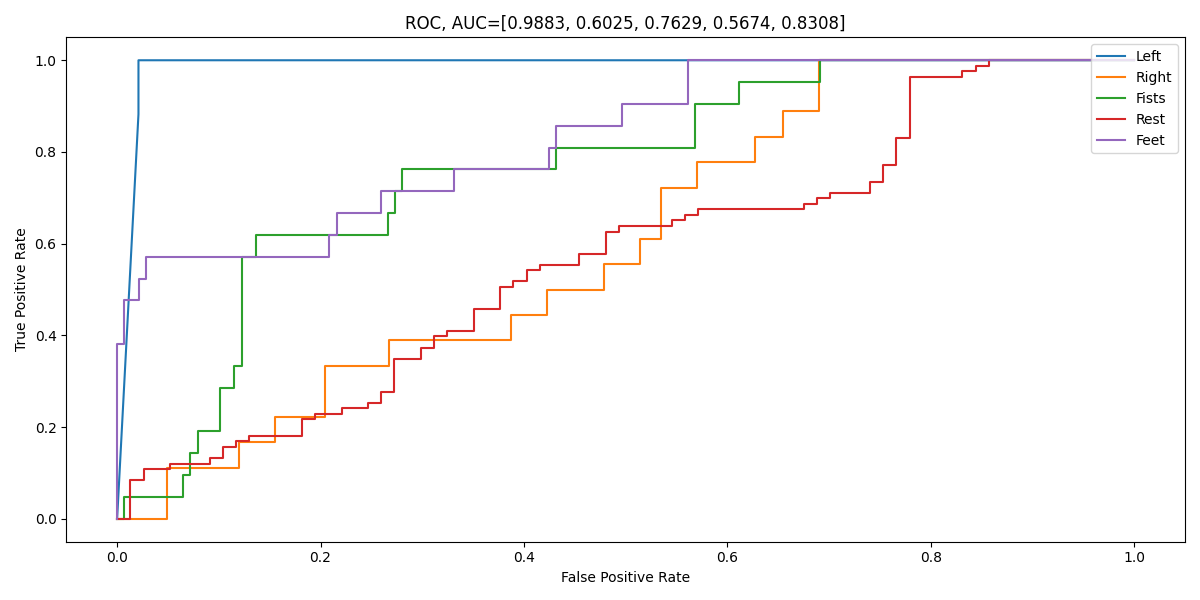 ROC, AUC=[0.9883, 0.6025, 0.7629, 0.5674, 0.8308]
Left
Right
Fists
Rest
Feet
True Positive Rate
1.0
0.8
0.6
0.4
0.2
0.0
0.0 0.2 0.4 0.6 0.8 1.0
False Positive Rate